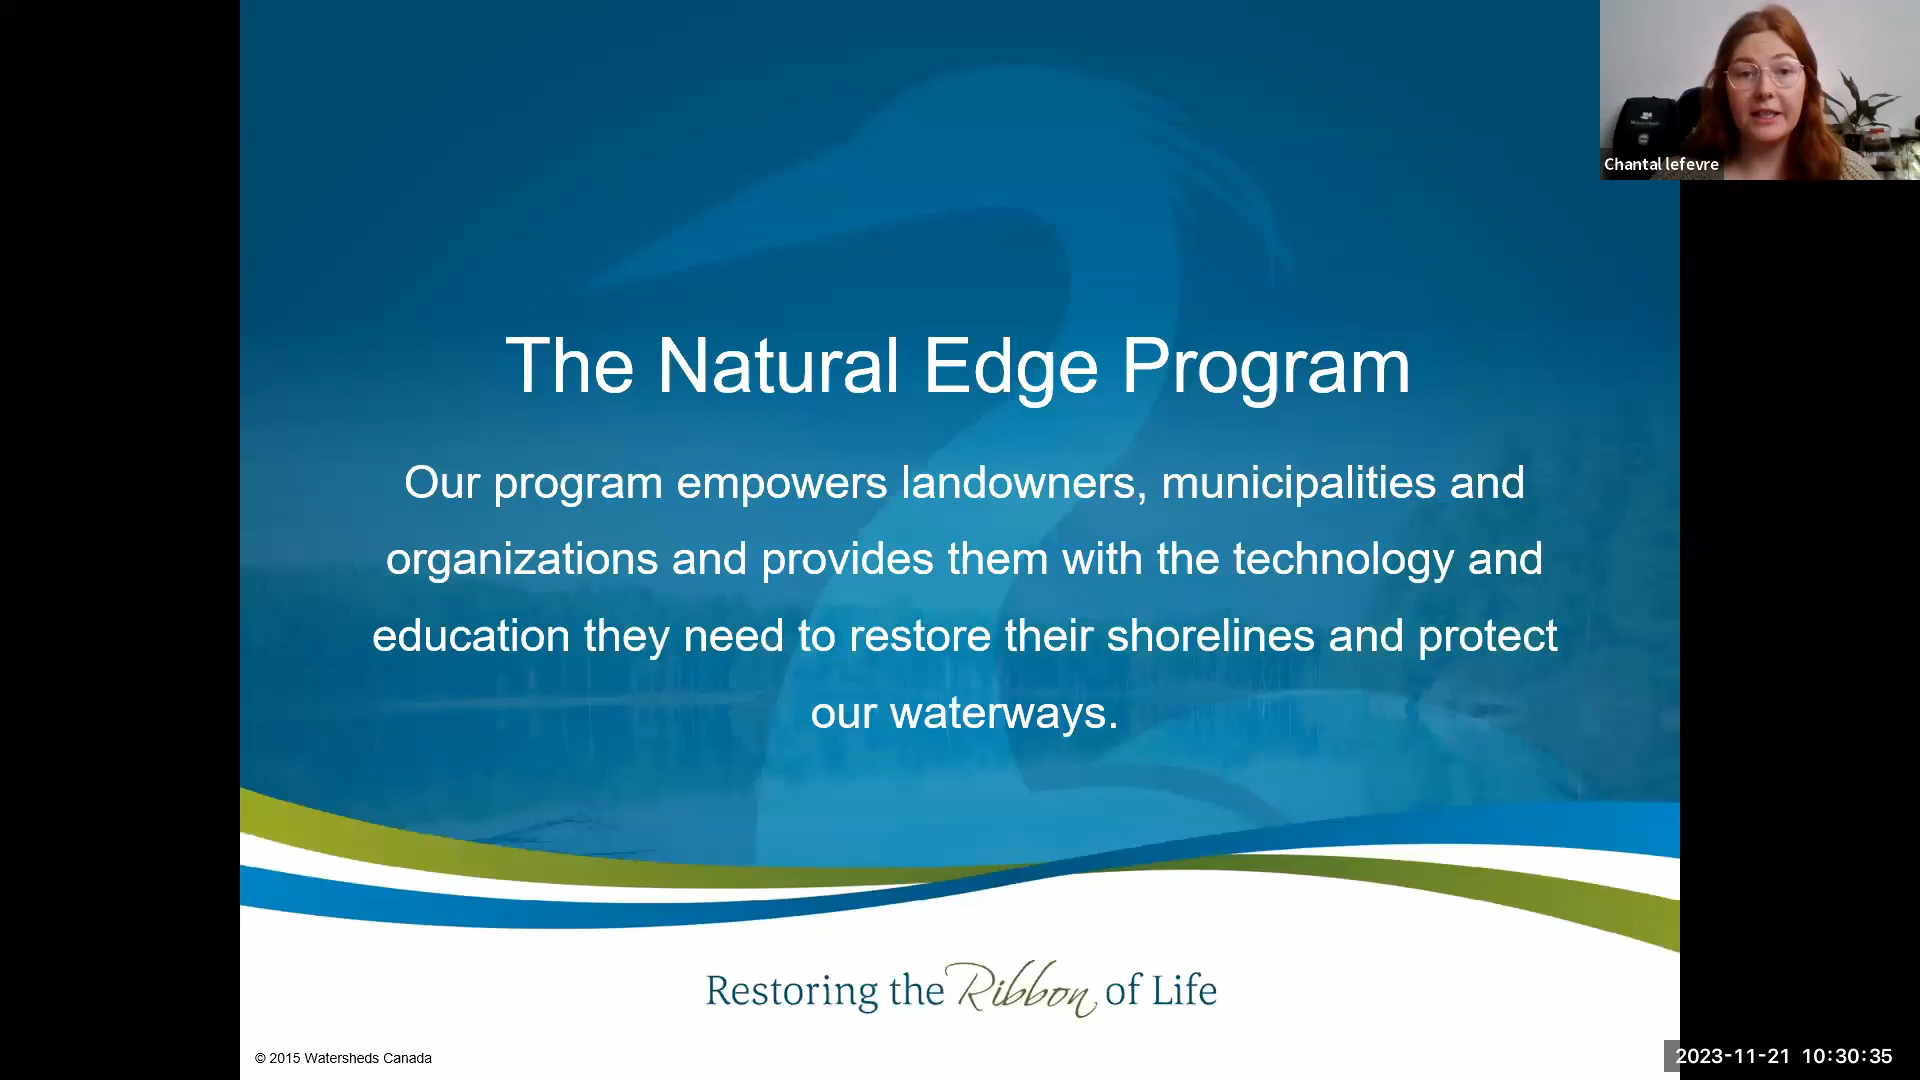 Chantal lefevre
The Natural Edge Program
Our program empowers landowners, municipalities and
organizations and provides them with the technology and
education they need to restore their shorelines and protect
our waterways.
Restoring the Ribbon of Life
© 2015 Watersheds Canada
2023-11-21 10:30:35